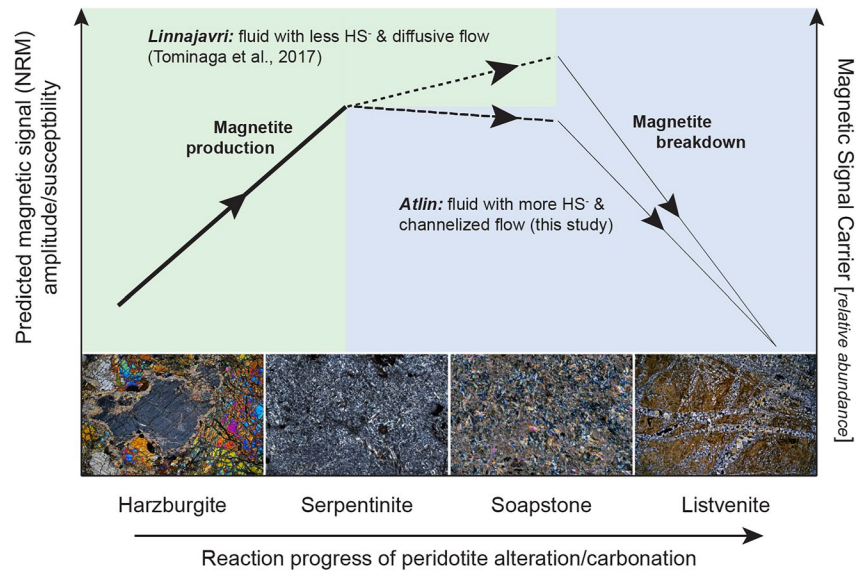 Linnajavri: fluid with less HS⁻ & diffusive flow
(Tominaga et al., 2017)
Predicted magnetic signal (NRM)
amplitude/susceptbility
Magnetite
production
Magnetite
breakdown
Atlin: fluid with more HS⁻ &
channelized flow (this study)
Magnetic Signal Carrier [relative abundance]
Harzburgite
Serpentinite
Soapstone
Listvenite
Reaction progress of peridotite alteration/carbonation